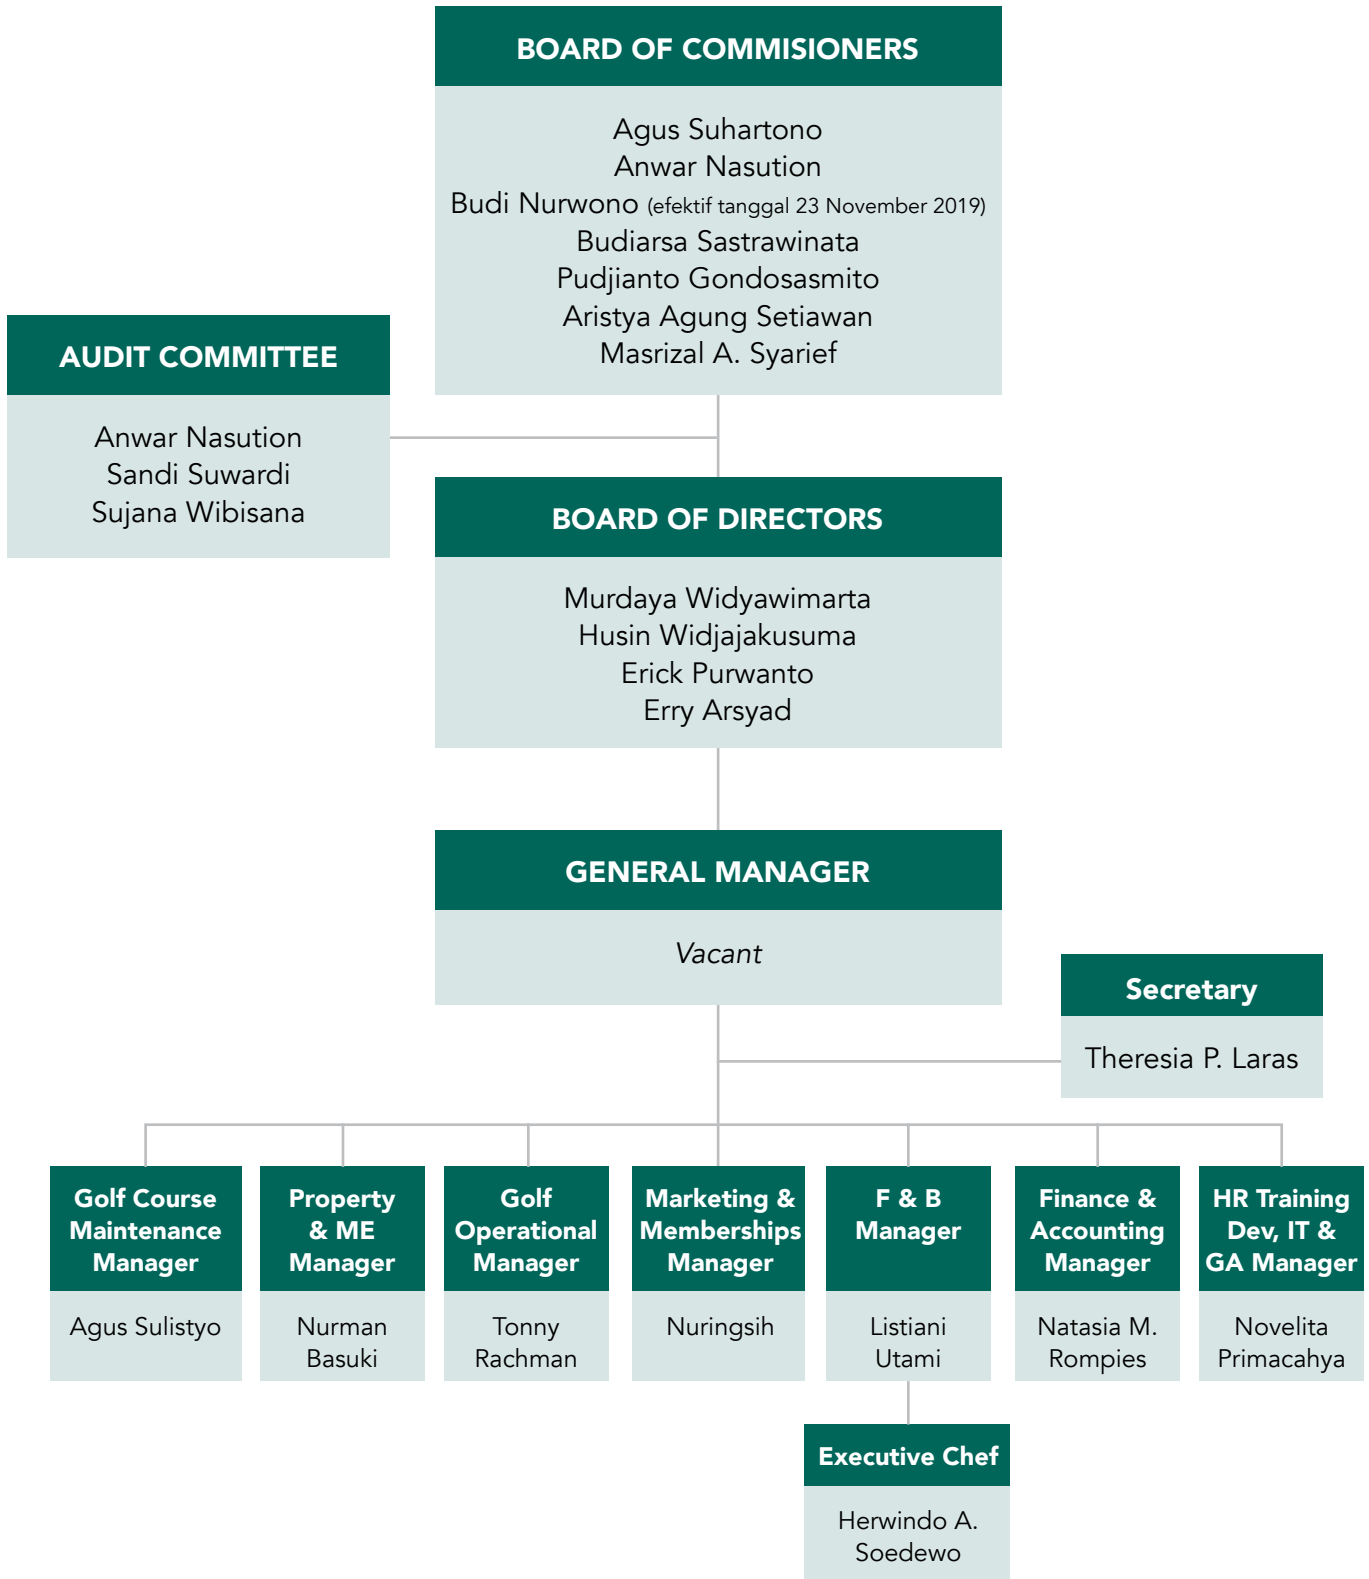 BOARD OF COMMISIONERS
Agus Suhartono
Anwar Nasution
Budi Nurwono (efektif tanggal 23 November 2019)
Budiarsa Sastrawinata
Pudjianto Gondosasmito
Aristya Agung Setiawan
Masrizal A. Syarief
AUDIT COMMITTEE
Anwar Nasution
Sandi Suwardi
Sujana Wibisana
BOARD OF DIRECTORS
Murdaya Widyawimarta
Husin Widjajakusuma
Erick Purwanto
Erry Arsyad
GENERAL MANAGER
Vacant
Secretary
Theresia P. Laras
Golf Course
Maintenance
Manager
Agus Sulistyo
Property
& ME
Manager
Nurman
Basuki
Golf
Operational
Manager
Tonny
Rachman
Marketing &
Memberships
Manager
Nuringsih
F & B
Manager
Listiani
Utami
Finance &
Accounting
Manager
Natasia M.
Rompies
HR Training
Dev, IT &
GA Manager
Novelita
Primacahya
Executive Chef
Herwindo A.
Soedewo